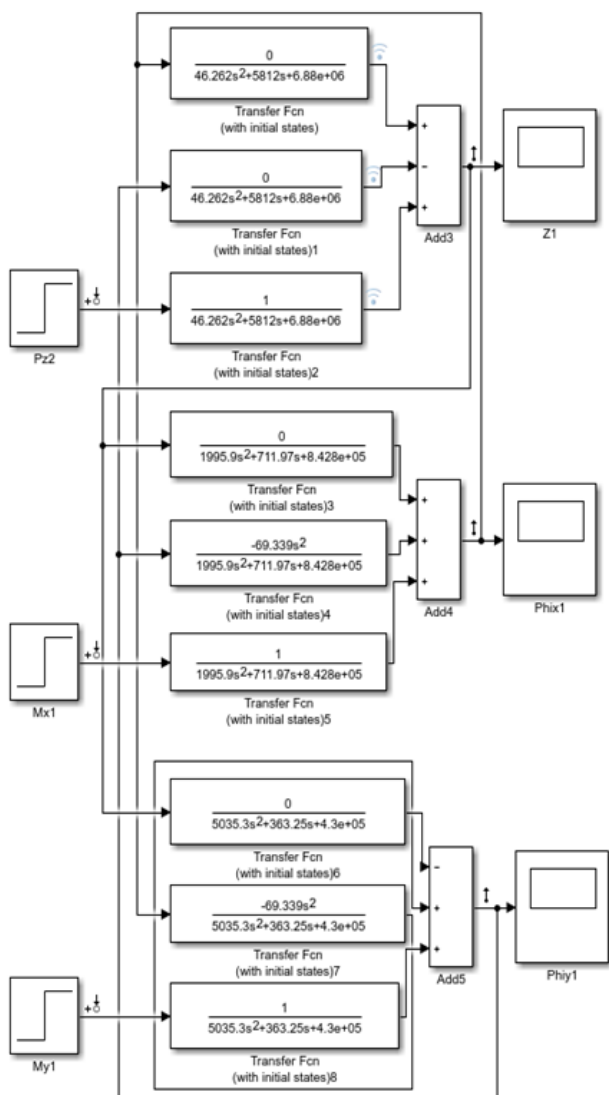 0
46.262s²+5812s+6.88e+06
Transfer Fcn
(with initial states)
+
0
46.262s²+5812s+6.88e+06
Transfer Fcn
(with initial states)1
−
+
Add3
Z1
1
46.262s²+5812s+6.88e+06
Transfer Fcn
(with initial states)2
+
Pz2
0
1995.9s²+711.97s+8.428e+05
Transfer Fcn
(with initial states)3
+
-69.339s²
1995.9s²+711.97s+8.428e+05
Transfer Fcn
(with initial states)4
+
+
Add4
Phix1
1
1995.9s²+711.97s+8.428e+05
Transfer Fcn
(with initial states)5
+
Mx1
0
5035.3s²+363.25s+4.3e+05
Transfer Fcn
(with initial states)6
−
-69.339s²
5035.3s²+363.25s+4.3e+05
Transfer Fcn
(with initial states)7
+
+
Add5
Phiy1
1
5035.3s²+363.25s+4.3e+05
Transfer Fcn
(with initial states)8
+
My1